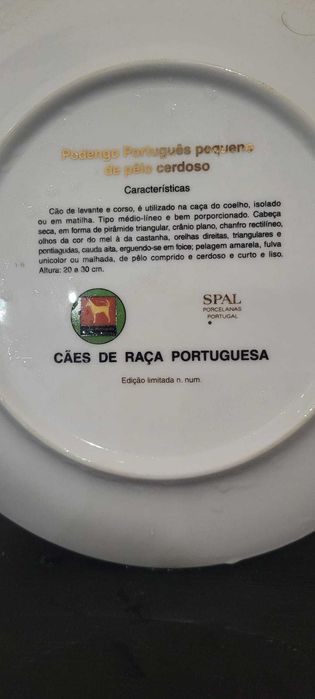 Podengo Português pequeno
de pêlo cerdoso
Características
Cão de levante e corso, é utilizado na caça do coelho, isolado
ou em matilha. Tipo médio-líneo e bem porporcionado. Cabeça
seca, em forma de pirâmide triangular, crânio plano, chanfro rectilíneo,
olhos da cor do mel à da castanha, orelhas direitas, triangulares e
pontiagudas, cauda alta, erguendo-se em foice; pelagem amarela, fulva
unicolor ou malhada, de pêlo comprido e cerdoso e curto e liso.
Altura: 20 a 30 cm.
SPAL
PORCELANAS
PORTUGAL
CÃES DE RAÇA PORTUGUESA
Edição limitada n. num.